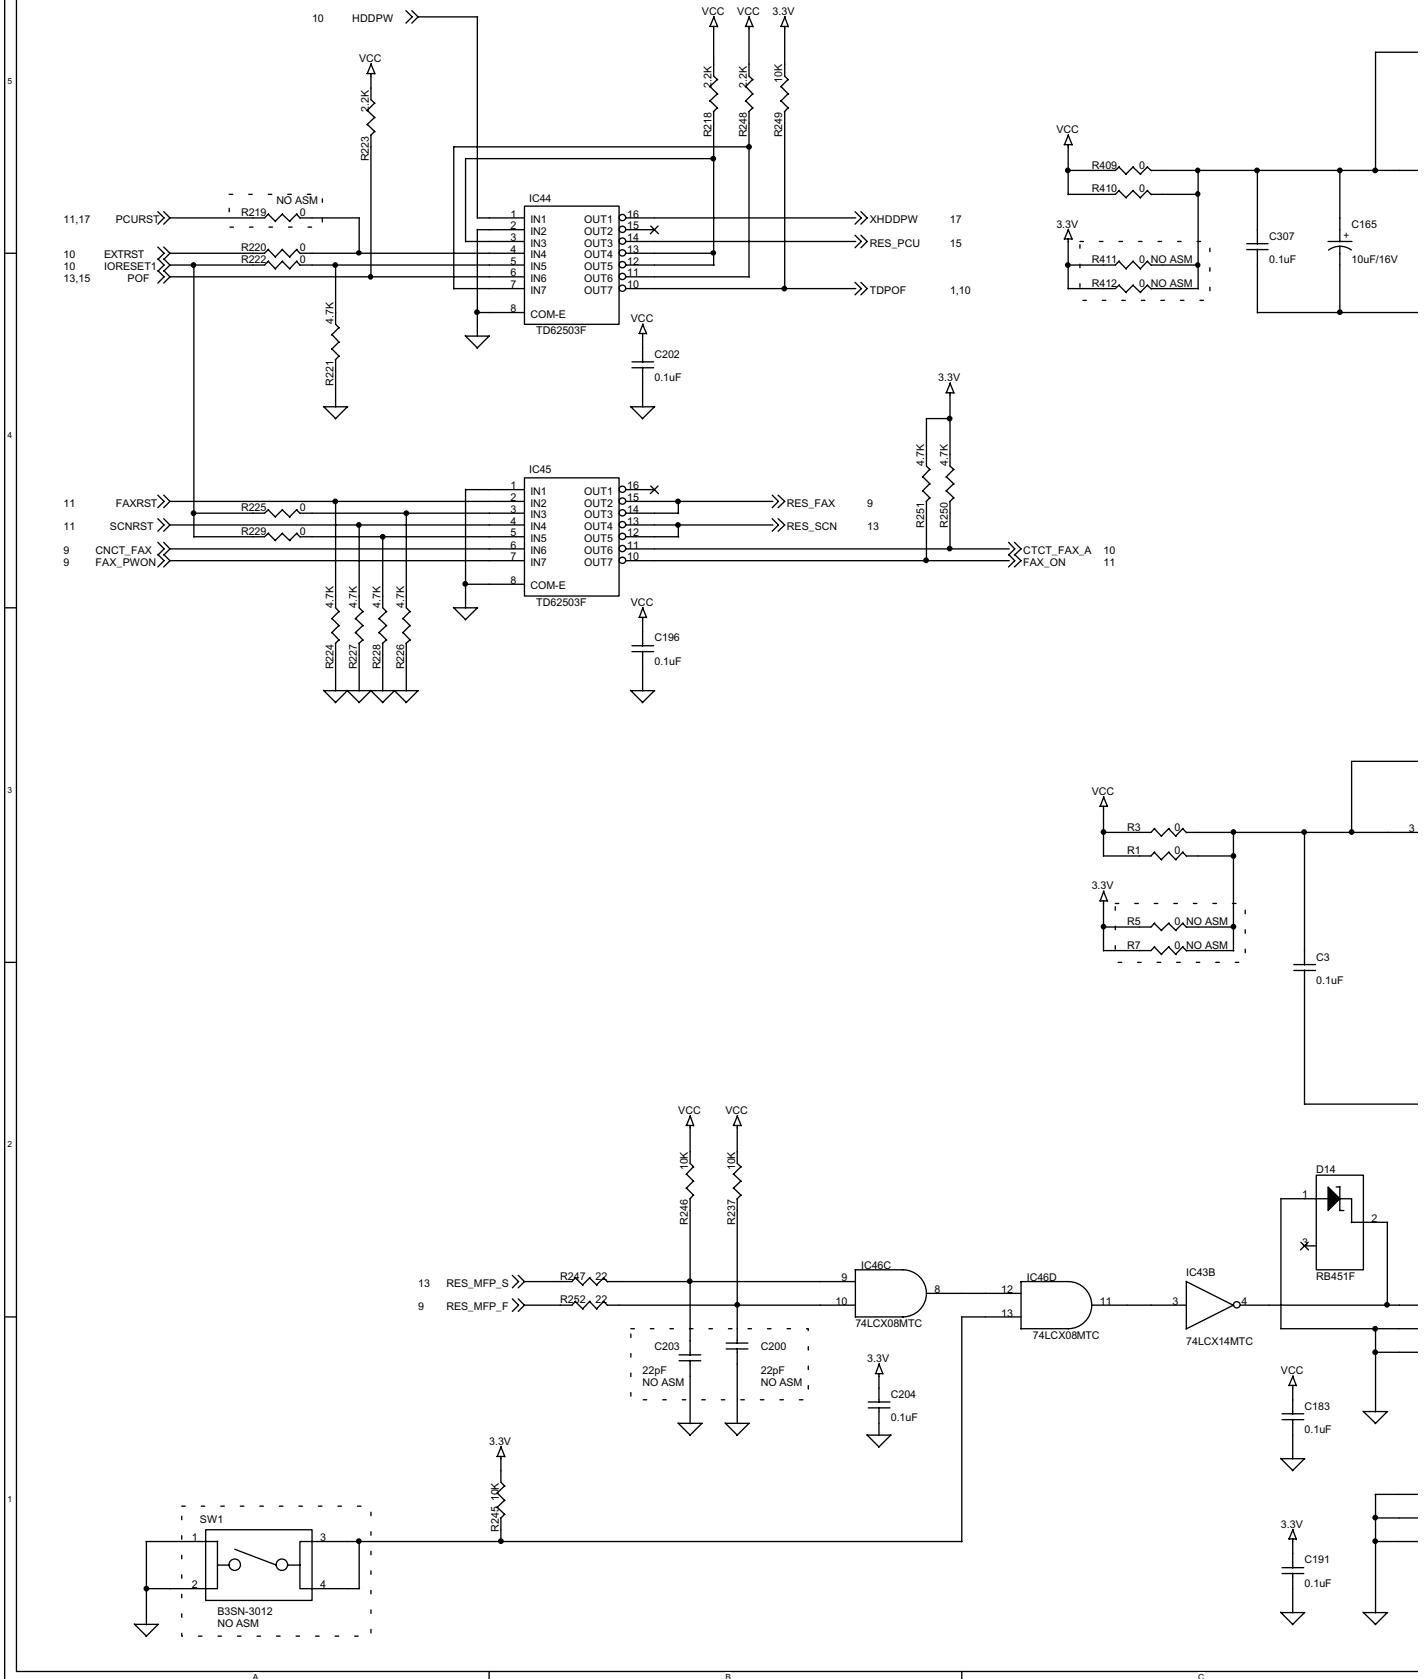 10 HDDPW
VCC VCC 3.3V
VCC
5
2.2K
R223
2.2K
R218
2.2K
R248
10K
R249
NO ASM
11,17 PCURST R219 0
10 EXTRST R220 0
10 IORESET1 R222 0
13,15 POF
4.7K
R221
IC44
1 IN1 OUT1 16
2 IN2 OUT2 15
3 IN3 OUT3 14
4 IN4 OUT4 13
5 IN5 OUT5 12
6 IN6 OUT6 11
7 IN7 OUT7 10
8 COM-E
TD62503F
XHDDPW 17
RES_PCU 15
TDPOF 1,10
VCC
C202
0.1uF
VCC
R409 0
R410 0
3.3V
R411 0 NO ASM
R412 0 NO ASM
C307
0.1uF
+
C165
10uF/16V
4
3.3V
4.7K
R251
4.7K
R250
11 FAXRST
R225 0
11 SCNRST
R229 0
9 CNCT_FAX
9 FAX_PWON
IC45
1 IN1 OUT1 16
2 IN2 OUT2 15
3 IN3 OUT3 14
4 IN4 OUT4 13
5 IN5 OUT5 12
6 IN6 OUT6 11
7 IN7 OUT7 10
8 COM-E
TD62503F
RES_FAX 9
RES_SCN 13
CTCT_FAX_A 10
FAX_ON 11
4.7K
R224
4.7K
R227
4.7K
R228
4.7K
R226
VCC
C196
0.1uF
3
VCC
R3 0
R1 0
3
3.3V
R5 0 NO ASM
R7 0 NO ASM
C3
0.1uF
2
VCC VCC
10K
R246
10K
R237
13 RES_MFP_S R247 22
9 RES_MFP_F R252 22
C203
22pF
NO ASM
C200
22pF
NO ASM
IC46C
9
10
8
74LCX08MTC
3.3V
C204
0.1uF
IC46D
12
13
11
74LCX08MTC
IC43B
3 4
74LCX14MTC
D14
1
2
3
RB451F
VCC
C183
0.1uF
3.3V
C191
0.1uF
1
3.3V
10K
R245
SW1
1 3
2 4
B3SN-3012
NO ASM
A B C